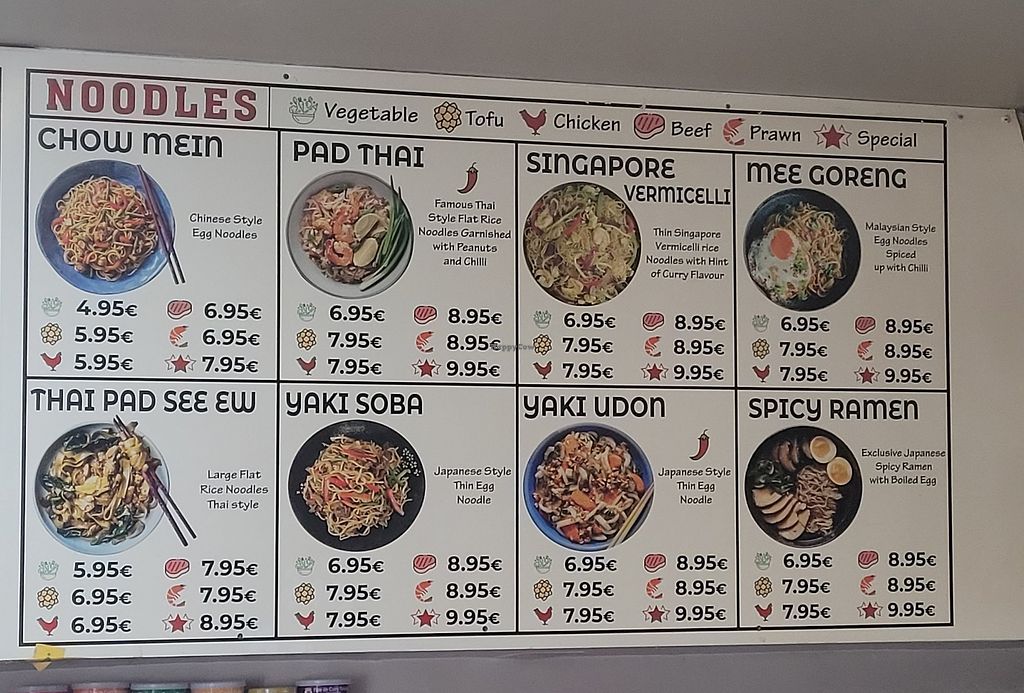 NOODLES
Vegetable Tofu Chicken Beef Prawn Special
CHOW MEIN
Chinese Style
Egg Noodles
4.95€ 6.95€
5.95€ 6.95€
5.95€ 7.95€
PAD THAI
Famous Thai
Style Flat Rice
Noodles Garnished
with Peanuts
and Chilli
6.95€ 8.95€
7.95€ 8.95€
7.95€ 9.95€
SINGAPORE
VERMICELLI
Thin Singapore
Vermicelli rice
Noodles with Hint
of Curry Flavour
6.95€ 8.95€
7.95€ 8.95€
7.95€ 9.95€
MEE GORENG
Malaysian Style
Egg Noodles
Spiced
up with Chilli
6.95€ 8.95€
7.95€ 8.95€
7.95€ 9.95€
THAI PAD SEE EW
Large Flat
Rice Noodles
Thai style
5.95€ 7.95€
6.95€ 7.95€
6.95€ 8.95€
YAKI SOBA
Japanese Style
Thin Egg
Noodle
6.95€ 8.95€
7.95€ 8.95€
7.95€ 9.95€
YAKI UDON
Japanese Style
Thin Egg
Noodle
6.95€ 8.95€
7.95€ 8.95€
7.95€ 9.95€
SPICY RAMEN
Exclusive Japanese
Spicy Ramen
with Boiled Egg
6.95€ 8.95€
7.95€ 8.95€
7.95€ 9.95€
HappyCow